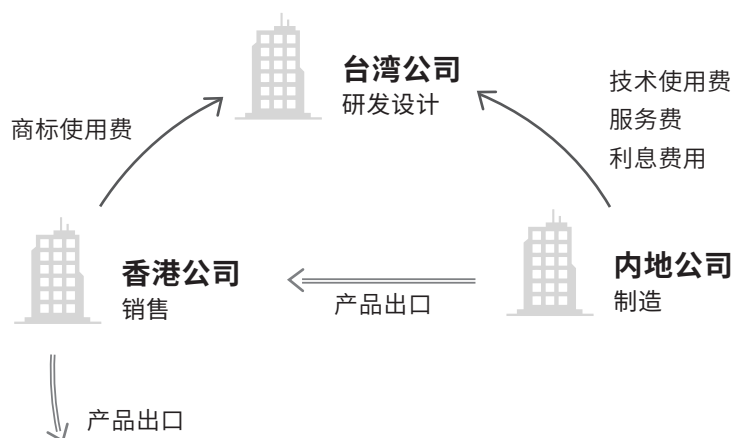 台湾公司
研发设计
技术使用费
服务费
利息费用
商标使用费
香港公司
销售
内地公司
制造
产品出口
产品出口